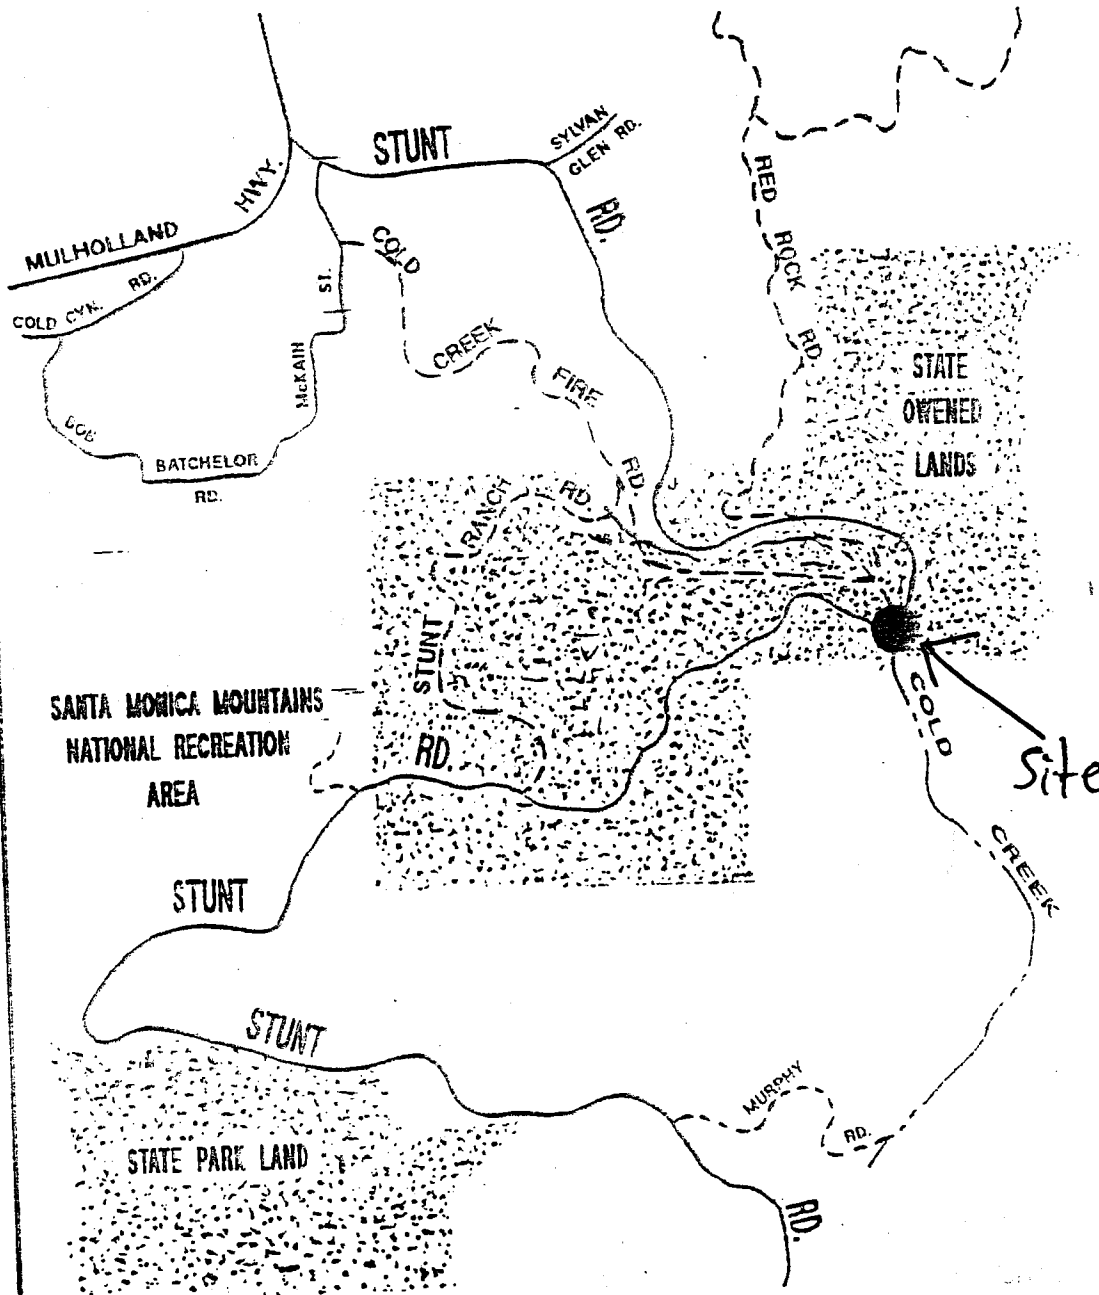 STUNT
SYLVAN
GLEN RD.
RD.
HWY.
MULHOLLAND
COLD CYN. RD.
COLD
ST.
McKAIN
CREEK
FIRE
RD.
BOB
BATCHELOR
RD.
RED
ROCK
RD.
STATE
OWENED
LANDS
RANCH
RD.
STUNT
SANTA MONICA MOUNTAINS
NATIONAL RECREATION
AREA
RD.
COLD
Site
CREEK
STUNT
STUNT
MURPHY
RD.
STATE PARK LAND
RD.